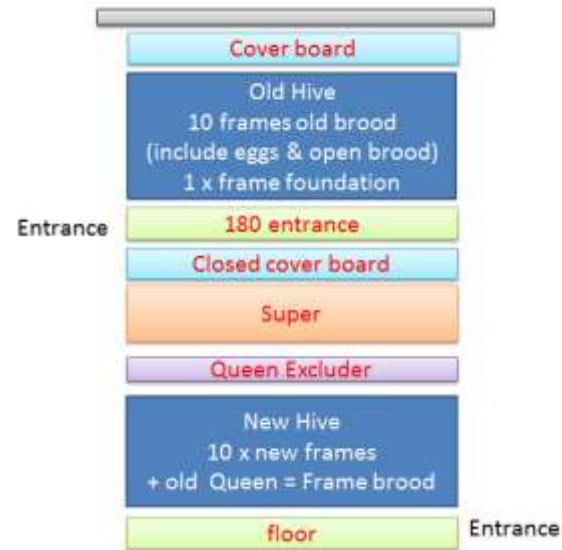 Cover board
Old Hive
10 frames old brood
(include eggs & open brood)
1 x frame foundation
Entrance
180 entrance
Closed cover board
Super
Queen Excluder
New Hive
10 x new frames
+ old  Queen = Frame brood
floor
Entrance